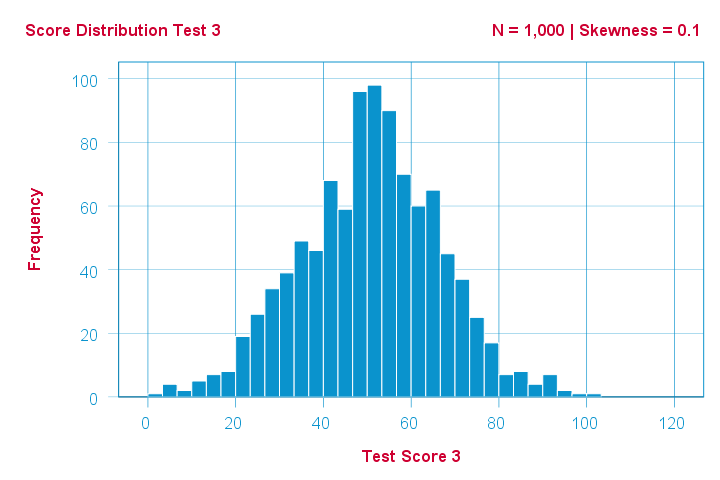 Score Distribution Test 3
N = 1,000 | Skewness = 0.1
100
80
60
40
20
0
Frequency
0 20 40 60 80 100 120
Test Score 3